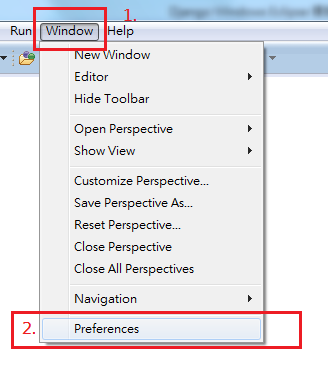 1.
Run Window Help
New Window
Editor
Hide Toolbar
Open Perspective
Show View
Customize Perspective...
Save Perspective As...
Reset Perspective...
Close Perspective
Close All Perspectives
Navigation
2. Preferences